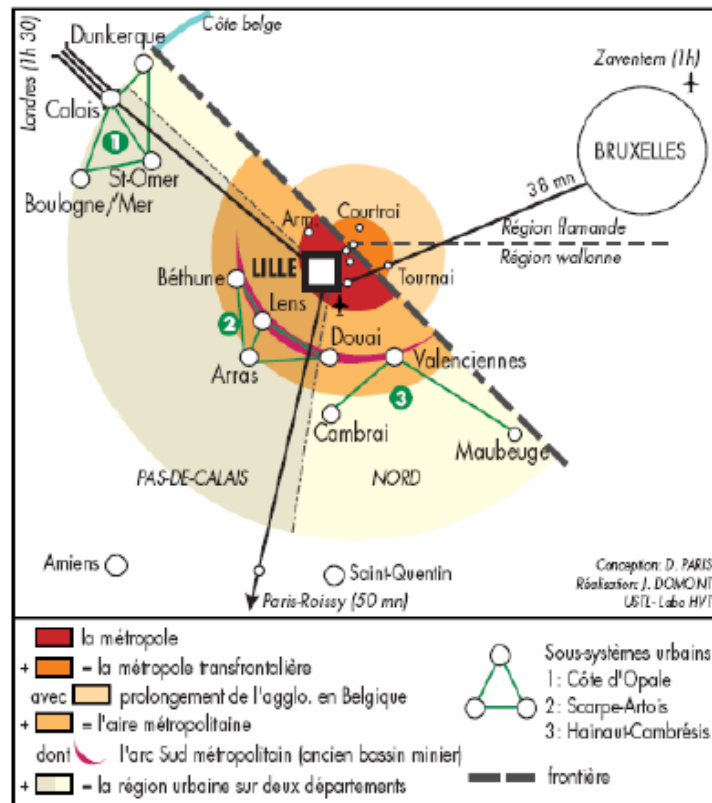 Dunkerque
Côte belge
Londres (1h 30)
Zaventem (1h)
Calais
1
BRUXELLES
St-Omer
38 mn
Boulogne/Mer
Courtrai
Arm.
Région flamande
Région wallonne
LILLE
Tournai
Béthune
Lens
2
Douai
Valenciennes
Arras
3
Cambrai
Maubeuge
PAS-DE-CALAIS
NORD
Amiens
Saint-Quentin
Paris-Roissy (50 mn)
Conception: D. PARIS
Réalisation: J. DOMONT
USTL- Labo HVT
la métropole
+ = la métropole transfrontalière
avec prolongement de l'agglo. en Belgique
+ = l'aire métropolitaine
dont l'arc Sud métropolitain (ancien bassin minier)
+ = la région urbaine sur deux départements
Sous-systèmes urbains
1: Côte d'Opale
2: Scarpe-Artois
3: Hainaut-Cambrésis
frontière